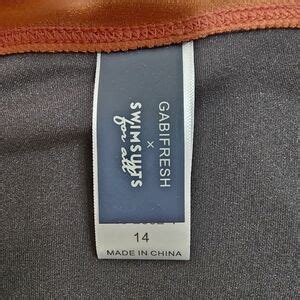 GABIFRESH
×
SWIMSUITS
for all
14
MADE IN CHINA